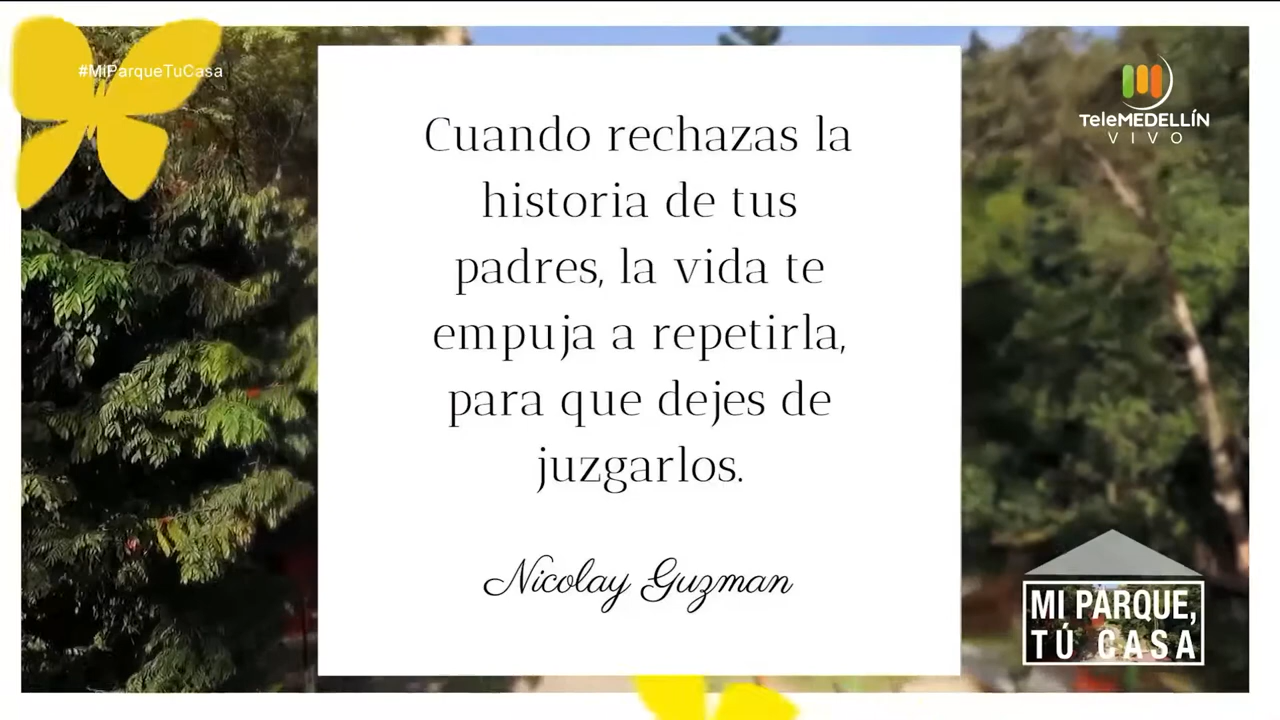 #MiParqueTuCasa
TeleMEDELLÍN
VIVO
Cuando rechazas la
historia de tus
padres, la vida te
empuja a repetirla,
para que dejes de
juzgarlos.
Nicolay Guzman
MI PARQUE,
TÚ CASA